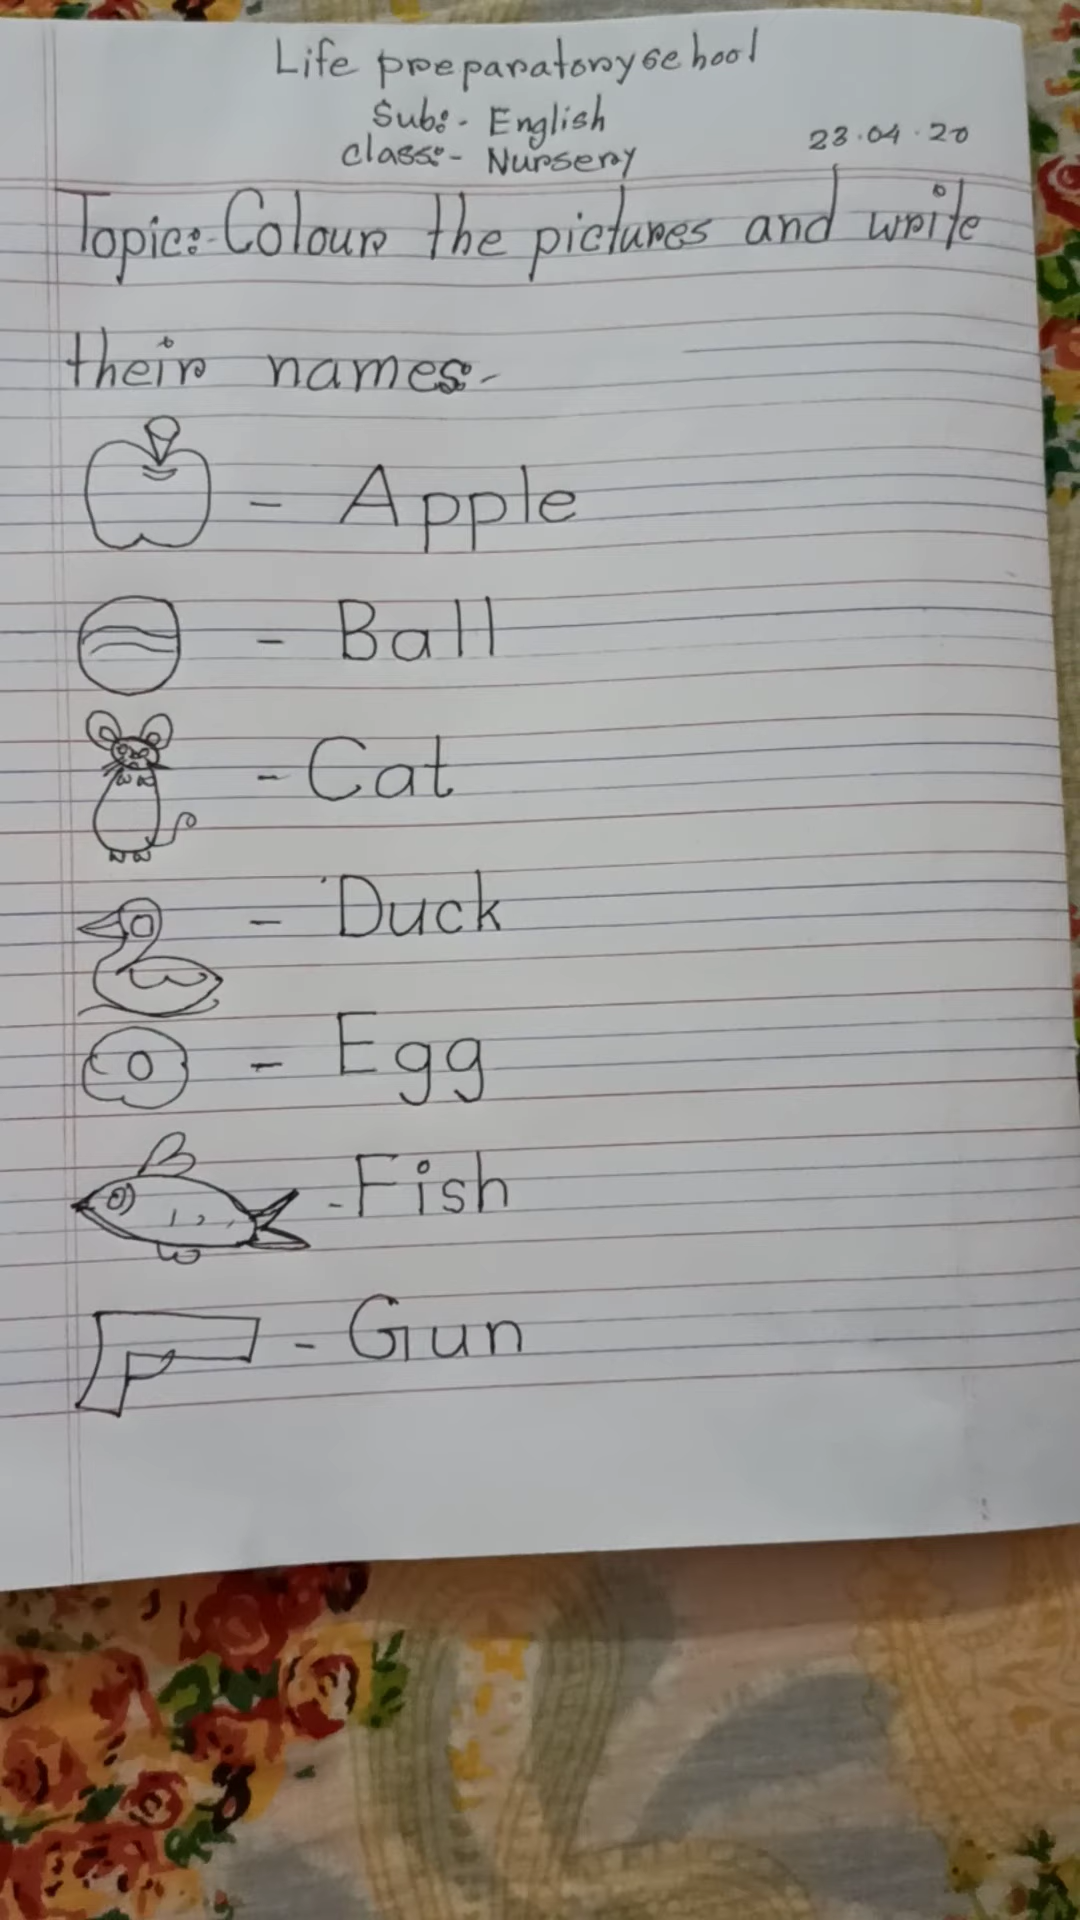 Life preparatory school
Sub:- English
class:- Nursery
23.04.20
Topic:- Colour the pictures and write
their names:-
- Apple
- Ball
- Cat
- Duck
- Egg
- Fish
- Gun